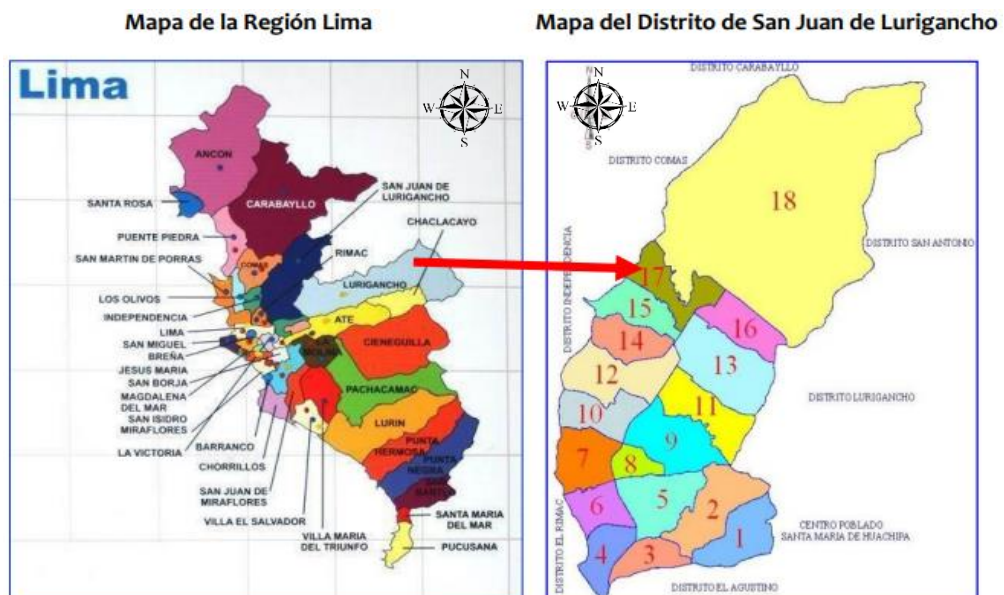 Mapa de la Región Lima
Mapa del Distrito de San Juan de Lurigancho
Lima
N
W
E
S
ANCON
SANTA ROSA
CARABAYLLO
SAN JUAN DE
LURIGANCHO
CHACLACAYO
PUENTE PIEDRA
RIMAC
SAN MARTIN DE PORRAS
COMAS
LURIGANCHO
LOS OLIVOS
INDEPENDENCIA
ATE
LIMA
SAN MIGUEL
LA MOLINA
CIENEGUILLA
BREÑA
JESUS MARIA
SAN BORJA
MAGDALENA
DEL MAR
PACHACAMAC
SAN ISIDRO
MIRAFLORES
LURIN
BARRANCO
PUNTA
HERMOSA
LA VICTORIA
CHORRILLOS
PUNTA
NEGRA
SAN JUAN DE
MIRAFLORES
SAN
BARTOLO
VILLA EL SALVADOR
SANTA MARIA
DEL MAR
VILLA MARIA
DEL TRIUNFO
PUCUSANA
DISTRITO CARABAYLLO
N
W
E
S
DISTRITO COMAS
18
DISTRITO SAN ANTONIO
DISTRITO INDEPENDENCIA
17
15
16
14
13
12
DISTRITO LURIGANCHO
11
10
9
7
8
6
5
2
DISTRITO EL RIMAC
CENTRO POBLADO
SANTA MARIA DE HUACHIPA
4
3
1
DISTRITO EL AGUSTINO